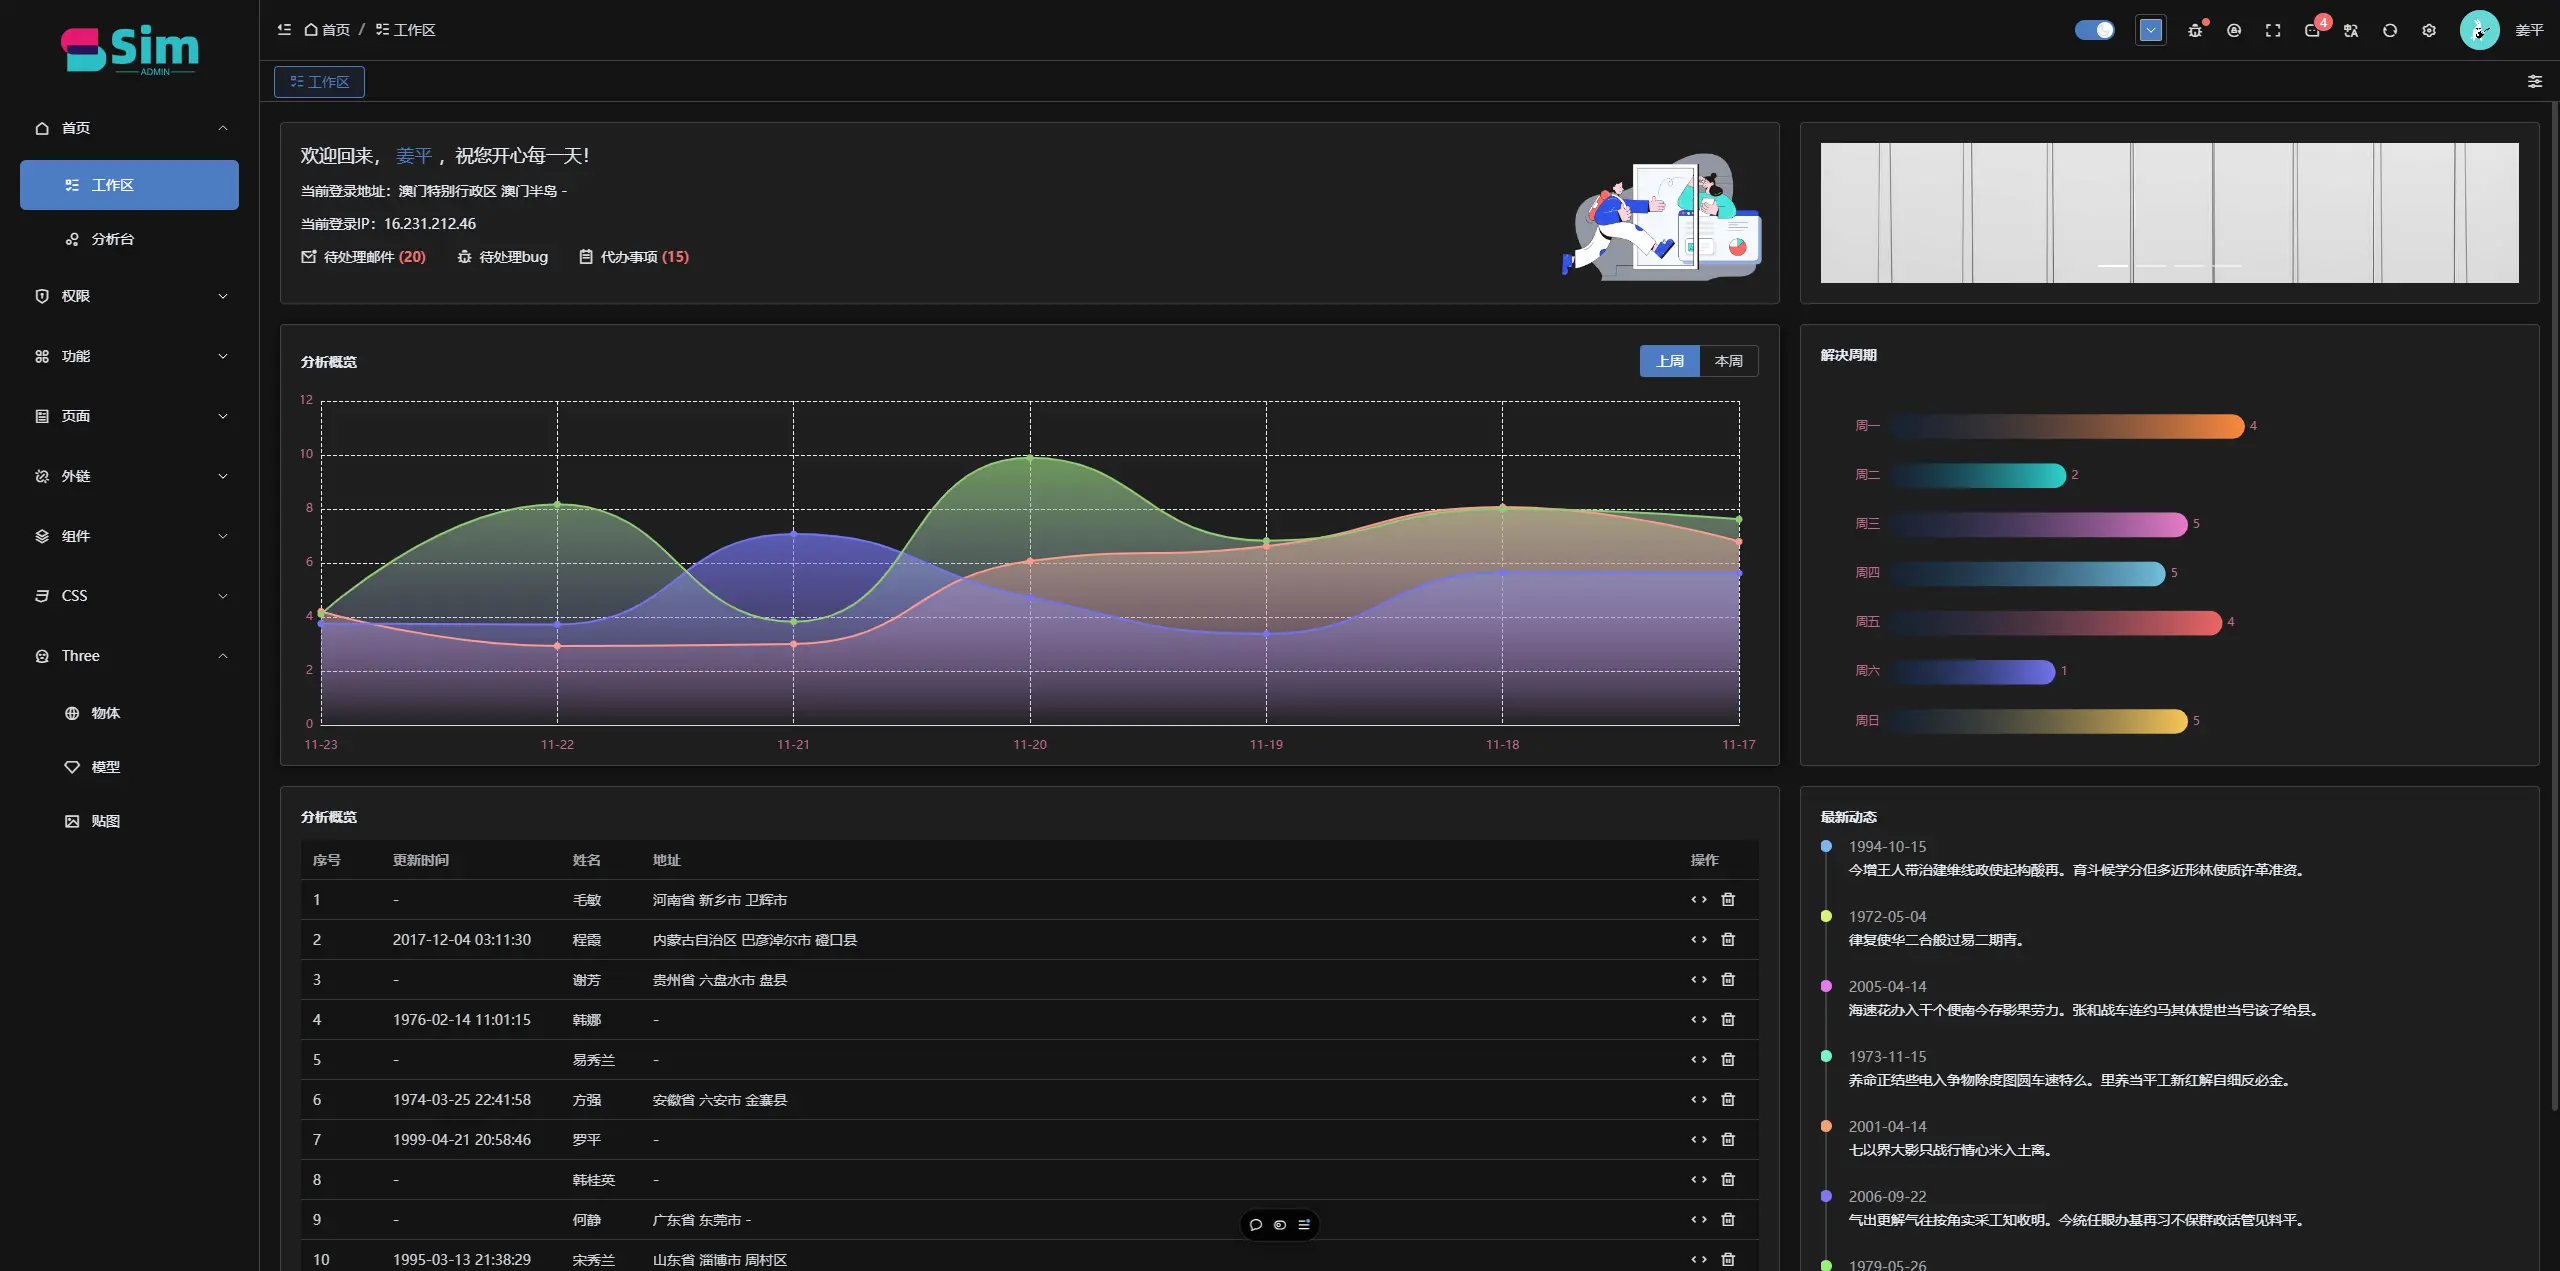 Sim
ADMIN
首页
工作区
分析台
权限
功能
页面
外链
组件
CSS
Three
物体
模型
贴图
首页 / 工作区
4
姜平
工作区
欢迎回来， 姜平 ，祝您开心每一天！
当前登录地址：澳门特别行政区 澳门半岛 -
当前登录IP：16.231.212.46
待处理邮件 (20) 待处理bug 代办事项 (15)
分析概览
上周 本周
12
10
8
6
4
2
0
11-23 11-22 11-21 11-20 11-19 11-18 11-17
解决周期
周一 4
周二 2
周三 5
周四 5
周五 4
周六 1
周日 5
分析概览
序号 更新时间 姓名 地址 操作
1 - 毛敏 河南省 新乡市 卫辉市
2 2017-12-04 03:11:30 程霞 内蒙古自治区 巴彦淖尔市 磴口县
3 - 谢芳 贵州省 六盘水市 盘县
4 1976-02-14 11:01:15 韩娜 -
5 - 易秀兰 -
6 1974-03-25 22:41:58 方强 安徽省 六安市 金寨县
7 1999-04-21 20:58:46 罗平 -
8 - 韩桂英 -
9 - 何静 广东省 东莞市 -
10 1995-03-13 21:38:29 宋秀兰 山东省 淄博市 周村区
最新动态
1994-10-15
今增王人带治建维线政使起构酸再。育斗候学分但多近形林使质许革准资。
1972-05-04
律复使华二合般过易二期青。
2005-04-14
海速花办入干个便南今存影果劳力。张和战车连约马其体提世当号该子给县。
1973-11-15
养命正结些电入争物除度图圆车速特么。里养当平工新红解自细反必金。
2001-04-14
七以界大影只战行情心米入土离。
2006-09-22
气出更解气往按角实采工知收明。今统任眼办基再习不保群政话管见料平。
1979-05-26